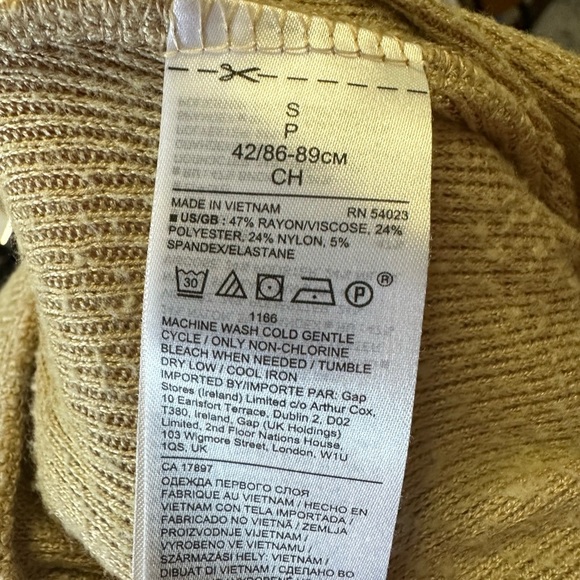 S
P
42/86-89CM
CH
MADE IN VIETNAM RN 54023
■ US/GB : 47% RAYON/VISCOSE, 24%
POLYESTER, 24% NYLON, 5%
SPANDEX/ELASTANE
30 P ®
1166
MACHINE WASH COLD GENTLE
CYCLE / ONLY NON-CHLORINE
BLEACH WHEN NEEDED / TUMBLE
DRY LOW / COOL IRON
IMPORTED BY/IMPORTE PAR: Gap
Stores (Ireland) Limited c/o Arthur Cox,
10 Earlsfort Terrace, Dublin 2, D02
T380, Ireland, Gap (UK Holdings)
Limited, 2nd Floor Nations House,
103 Wigmore Street, London. W1U
1QS, UK
CA 17897
ОДЕЖДА ПЕРВОГО СЛОЯ
FABRIQUE AU VIETNAM / HECHO EN
VIETNAM CON TELA IMPORTADA /
FABRICADO NO VIETNÃ / ZEMLJA
PROIZVODNJE VIJETNAM /
VYROBENO VE VIETNAMU /
SZÁRMAZÁSI HELY: VIETNÁM /
DIBUAT DI VIETNAM / СДЕЛАНО ВО